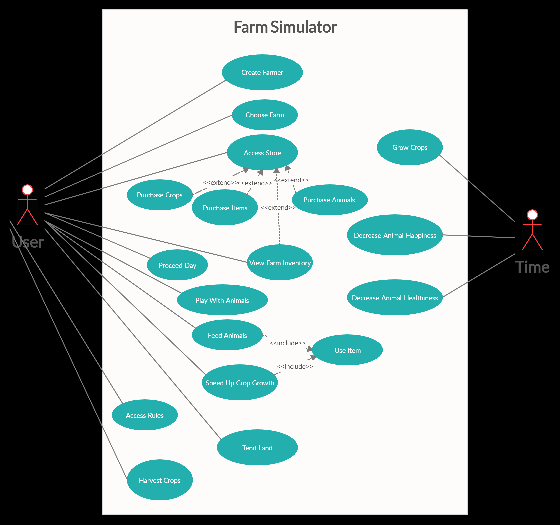 Farm Simulator
Create Farmer
Choose Farm
Access Store
Grow Crops
<<extend>>
<<extend>>
<<extend>>
Purchase Crops
Purchase Items
Purchase Animals
<<extend>>
User
Time
Decrease Animal Happiness
Proceed Day
View Farm Inventory
Play With Animals
Decrease Animal Healthiness
Feed Animals
<<include>>
Use Item
<<include>>
Speed Up Crop Growth
Access Rules
Tend Land
Harvest Crops